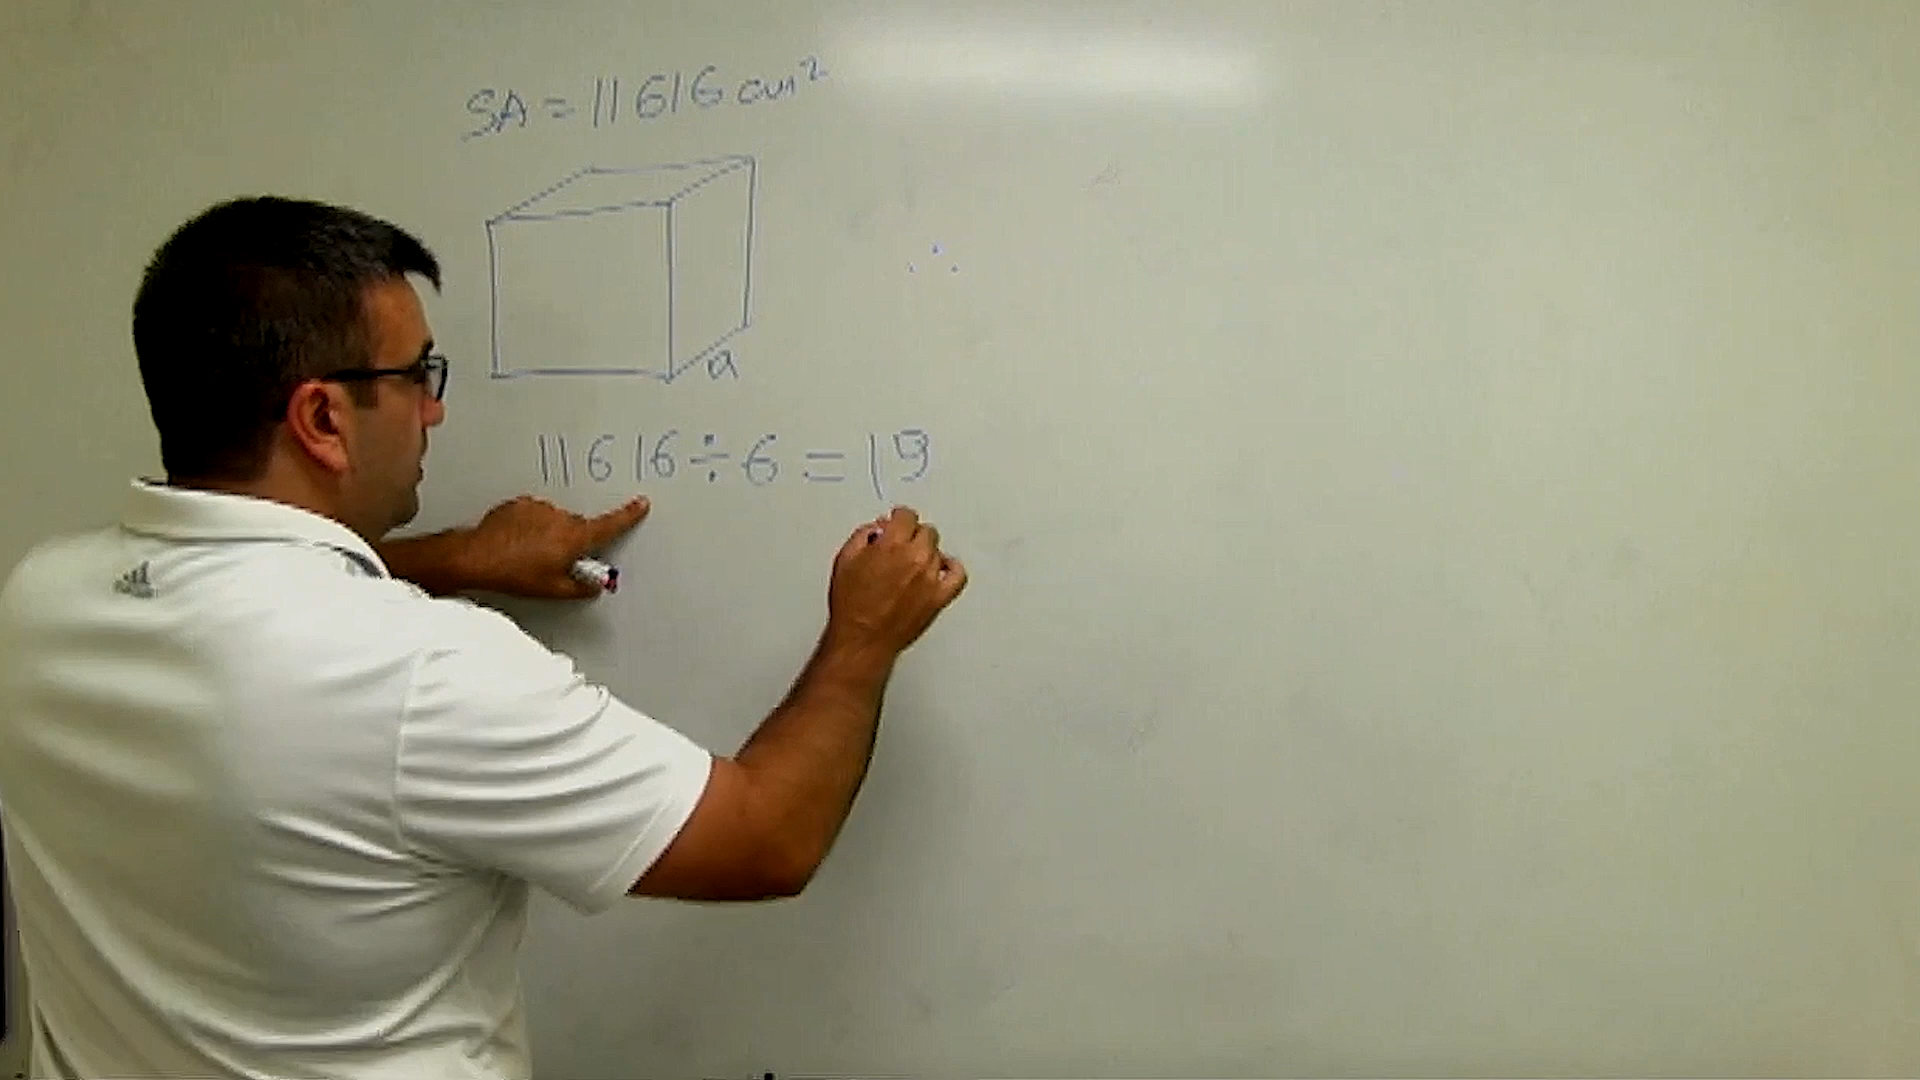 SA = 11616 cm²
a
∴
11616 ÷ 6 = 19